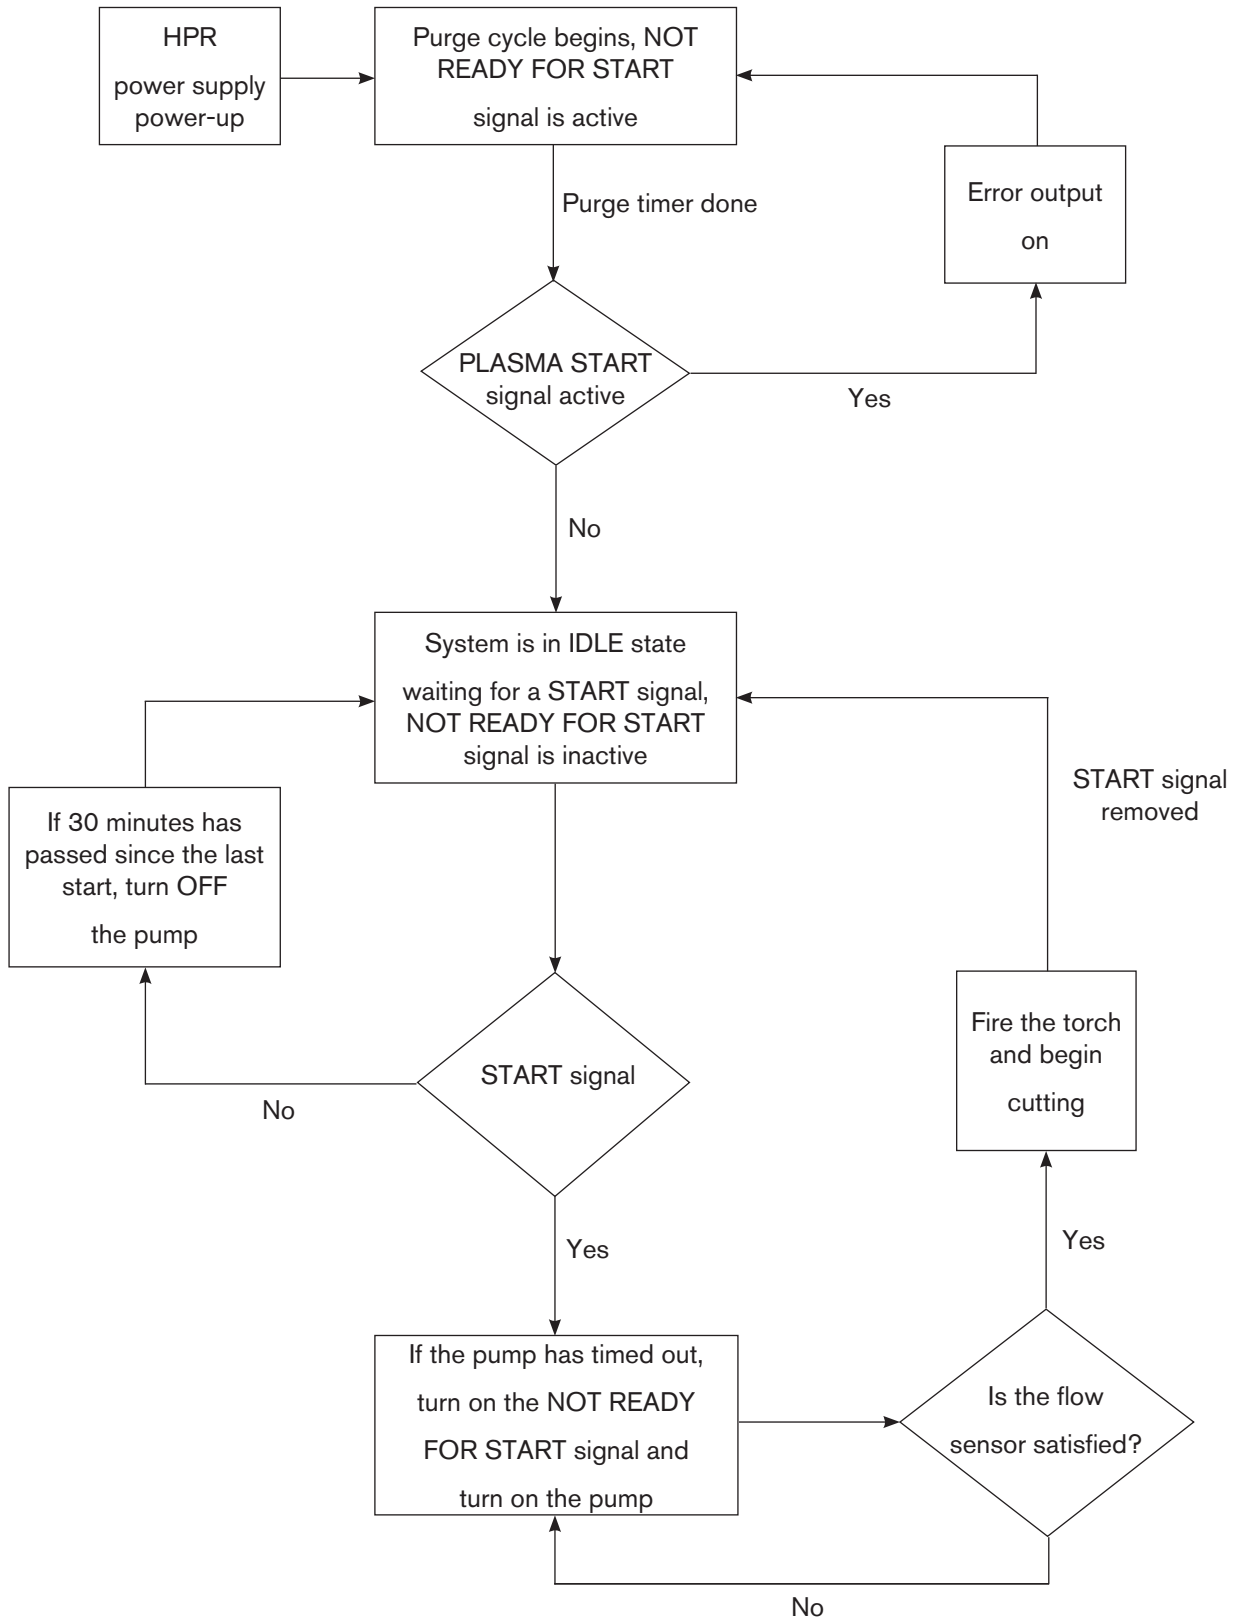 HPR
power supply
power-up
Purge cycle begins, NOT
READY FOR START
signal is active
Error output
on
Purge timer done
PLASMA START
signal active
Yes
No
System is in IDLE state
waiting for a START signal,
NOT READY FOR START
signal is inactive
START signal
removed
If 30 minutes has
passed since the last
start, turn OFF
the pump
Fire the torch
and begin
cutting
START signal
No
Yes
Yes
If the pump has timed out,
turn on the NOT READY
FOR START signal and
turn on the pump
Is the flow
sensor satisfied?
No